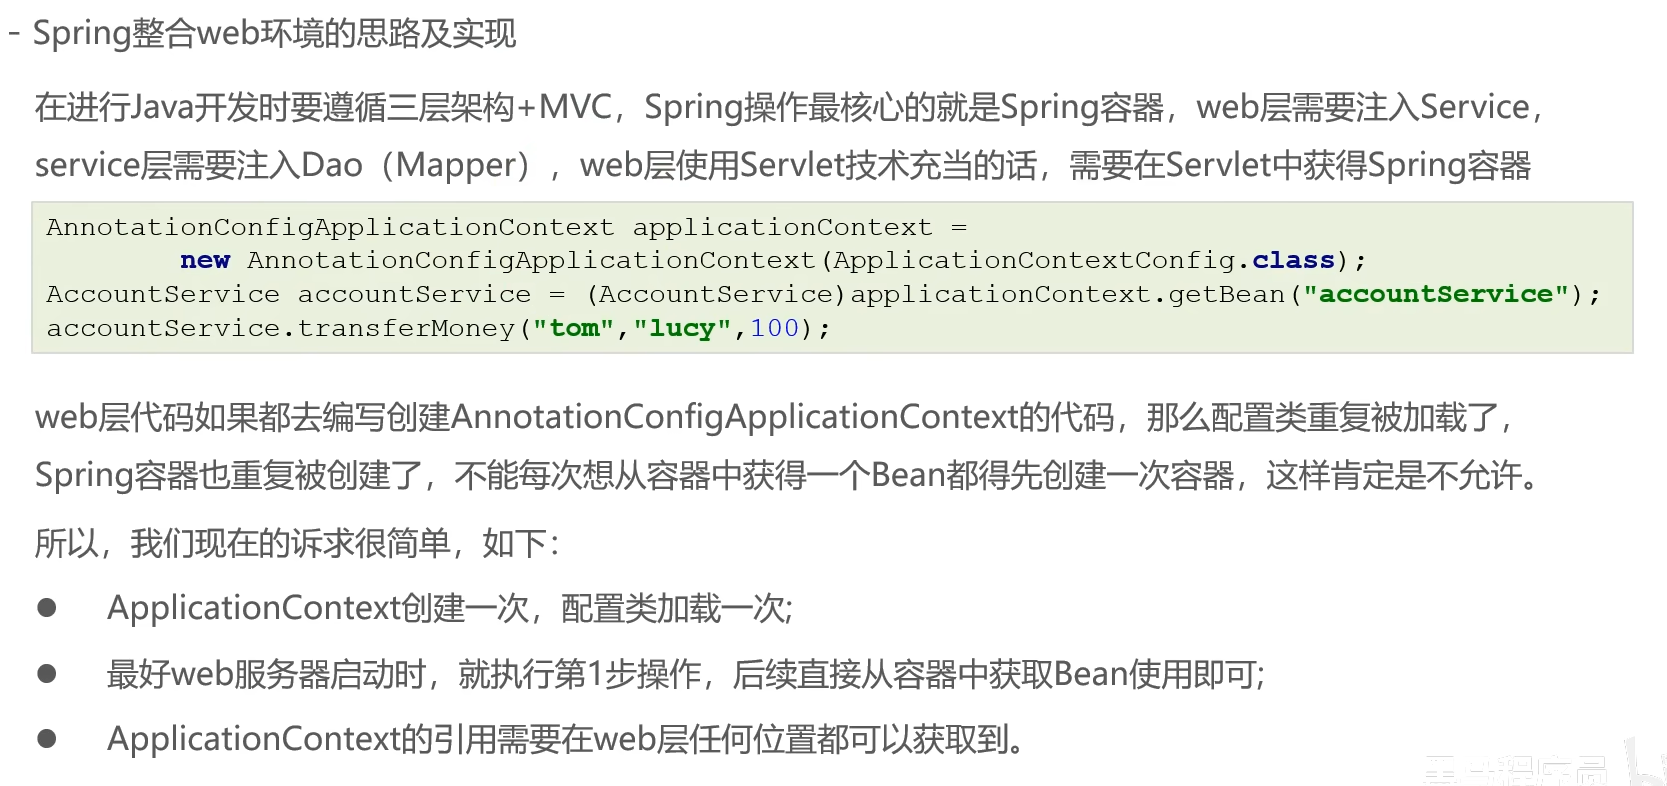 - Spring整合web环境的思路及实现
在进行Java开发时要遵循三层架构+MVC，Spring操作最核心的就是Spring容器，web层需要注入Service，
service层需要注入Dao（Mapper），web层使用Servlet技术充当的话，需要在Servlet中获得Spring容器
AnnotationConfigApplicationContext applicationContext =
new AnnotationConfigApplicationContext(ApplicationContextConfig.class);
AccountService accountService = (AccountService)applicationContext.getBean("accountService");
accountService.transferMoney("tom","lucy",100);
web层代码如果都去编写创建AnnotationConfigApplicationContext的代码，那么配置类重复被加载了，
Spring容器也重复被创建了，不能每次想从容器中获得一个Bean都得先创建一次容器，这样肯定是不允许。
所以，我们现在的诉求很简单，如下：
● ApplicationContext创建一次，配置类加载一次;
● 最好web服务器启动时，就执行第1步操作，后续直接从容器中获取Bean使用即可;
● ApplicationContext的引用需要在web层任何位置都可以获取到。
黑马程序员